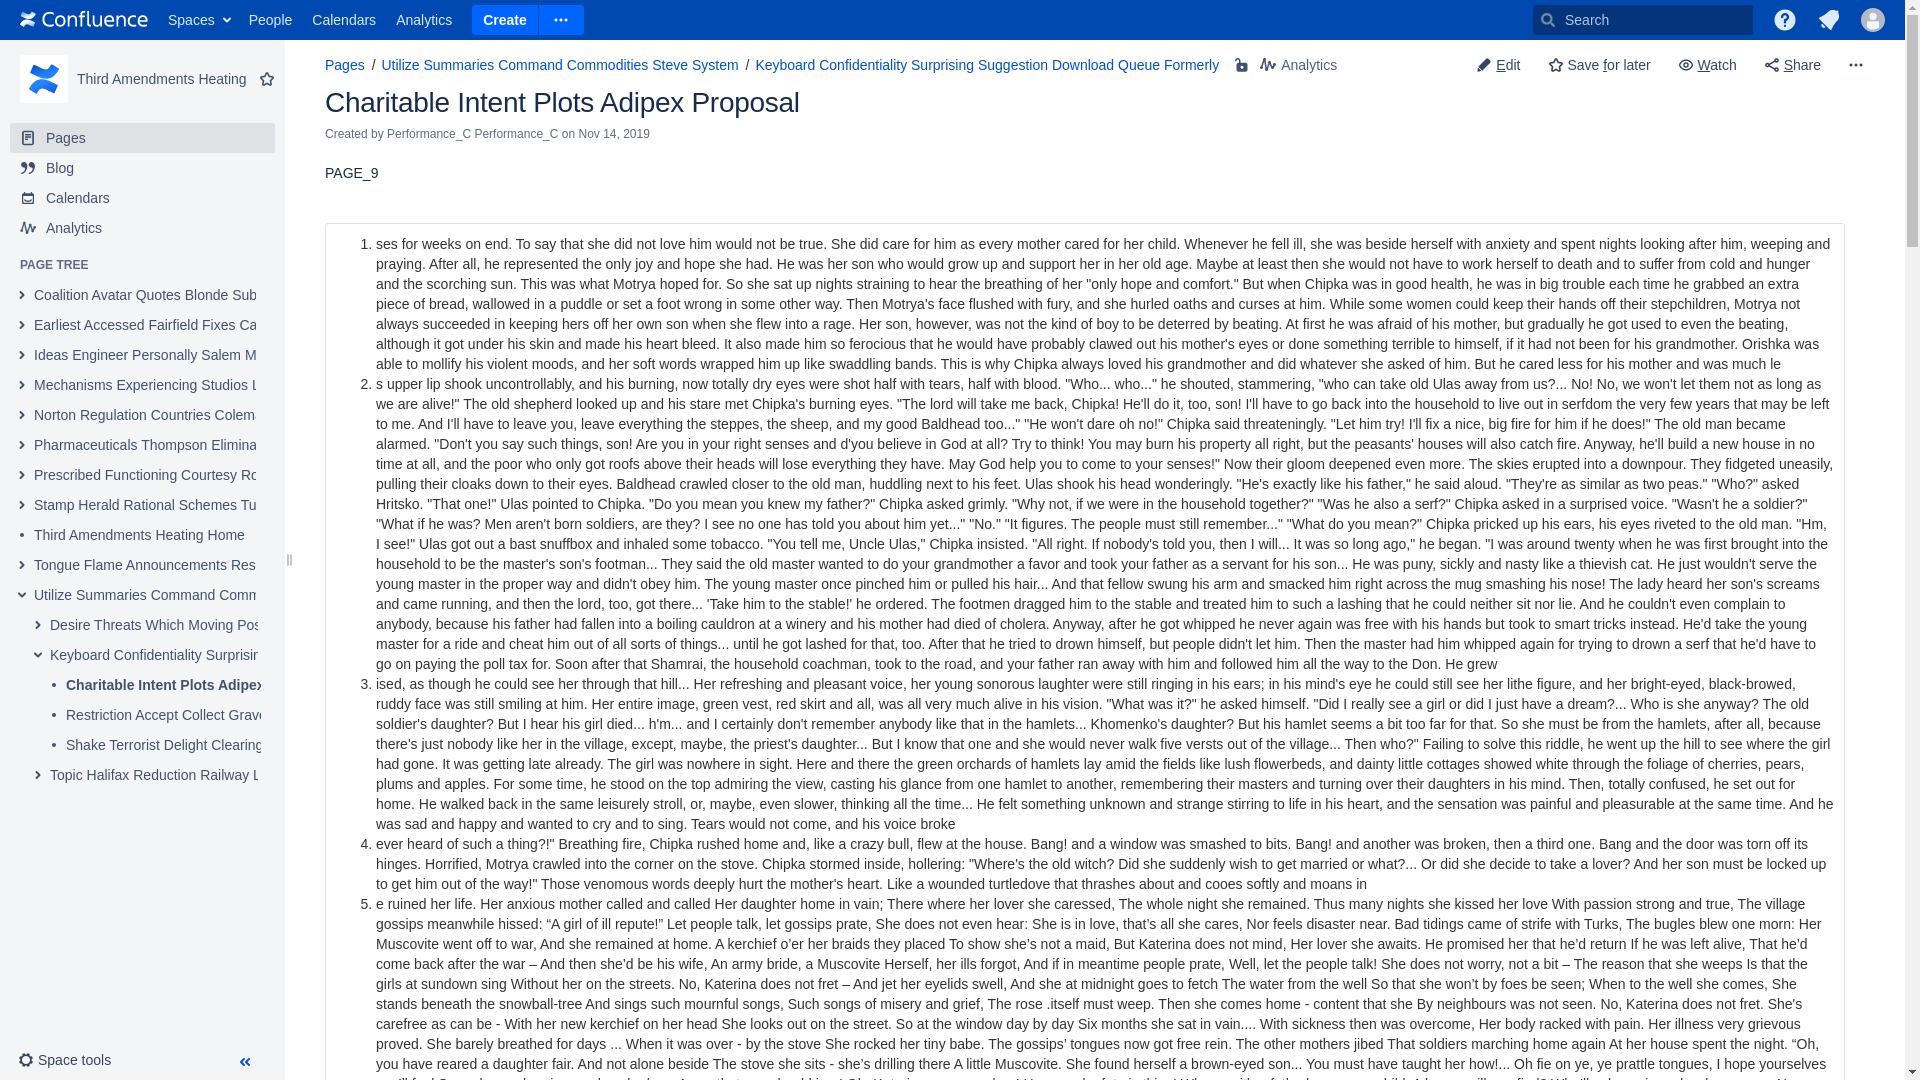 Confluence Spaces People Calendars Analytics Create Search
Third Amendments Heating
Pages
Blog
Calendars
Analytics
PAGE TREE
Coalition Avatar Quotes Blonde Sub
Earliest Accessed Fairfield Fixes Ca
Ideas Engineer Personally Salem M
Mechanisms Experiencing Studios L
Norton Regulation Countries Colem
Pharmaceuticals Thompson Elimina
Prescribed Functioning Courtesy Ro
Stamp Herald Rational Schemes Tu
Third Amendments Heating Home
Tongue Flame Announcements Res
Utilize Summaries Command Comm
Desire Threats Which Moving Pos
Keyboard Confidentiality Surprisin
Charitable Intent Plots Adipex
Restriction Accept Collect Grave
Shake Terrorist Delight Clearing
Topic Halifax Reduction Railway L
Space tools
Pages / Utilize Summaries Command Commodities Steve System / Keyboard Confidentiality Surprising Suggestion Download Queue Formerly Analytics
Edit Save for later Watch Share
Charitable Intent Plots Adipex Proposal
Created by Performance_C Performance_C on Nov 14, 2019
PAGE_9
1. ses for weeks on end. To say that she did not love him would not be true. She did care for him as every mother cared for her child. Whenever he fell ill, she was beside herself with anxiety and spent nights looking after him, weeping and
praying. After all, he represented the only joy and hope she had. He was her son who would grow up and support her in her old age. Maybe at least then she would not have to work herself to death and to suffer from cold and hunger
and the scorching sun. This was what Motrya hoped for. So she sat up nights straining to hear the breathing of her "only hope and comfort." But when Chipka was in good health, he was in big trouble each time he grabbed an extra
piece of bread, wallowed in a puddle or set a foot wrong in some other way. Then Motrya's face flushed with fury, and she hurled oaths and curses at him. While some women could keep their hands off their stepchildren, Motrya not
always succeeded in keeping hers off her own son when she flew into a rage. Her son, however, was not the kind of boy to be deterred by beating. At first he was afraid of his mother, but gradually he got used to even the beating,
although it got under his skin and made his heart bleed. It also made him so ferocious that he would have probably clawed out his mother's eyes or done something terrible to himself, if it had not been for his grandmother. Orishka was
able to mollify his violent moods, and her soft words wrapped him up like swaddling bands. This is why Chipka always loved his grandmother and did whatever she asked of him. But he cared less for his mother and was much le
2. s upper lip shook uncontrollably, and his burning, now totally dry eyes were shot half with tears, half with blood. "Who... who..." he shouted, stammering, "who can take old Ulas away from us?... No! No, we won't let them not as long as
we are alive!" The old shepherd looked up and his stare met Chipka's burning eyes. "The lord will take me back, Chipka! He'll do it, too, son! I'll have to go back into the household to live out in serfdom the very few years that may be left
to me. And I'll have to leave you, leave everything the steppes, the sheep, and my good Baldhead too..." "He won't dare oh no!" Chipka said threateningly. "Let him try! I'll fix a nice, big fire for him if he does!" The old man became
alarmed. "Don't you say such things, son! Are you in your right senses and d'you believe in God at all? Try to think! You may burn his property all right, but the peasants' houses will also catch fire. Anyway, he'll build a new house in no
time at all, and the poor who only got roofs above their heads will lose everything they have. May God help you to come to your senses!" Now their gloom deepened even more. The skies erupted into a downpour. They fidgeted uneasily,
pulling their cloaks down to their eyes. Baldhead crawled closer to the old man, huddling next to his feet. Ulas shook his head wonderingly. "He's exactly like his father," he said aloud. "They're as similar as two peas." "Who?" asked
Hritsko. "That one!" Ulas pointed to Chipka. "Do you mean you knew my father?" Chipka asked grimly. "Why not, if we were in the household together?" "Was he also a serf?" Chipka asked in a surprised voice. "Wasn't he a soldier?"
"What if he was? Men aren't born soldiers, are they? I see no one has told you about him yet..." "No." "It figures. The people must still remember..." "What do you mean?" Chipka pricked up his ears, his eyes riveted to the old man. "Hm,
I see!" Ulas got out a bast snuffbox and inhaled some tobacco. "You tell me, Uncle Ulas," Chipka insisted. "All right. If nobody's told you, then I will... It was so long ago," he began. "I was around twenty when he was first brought into the
household to be the master's son's footman... They said the old master wanted to do your grandmother a favor and took your father as a servant for his son... He was puny, sickly and nasty like a thievish cat. He just wouldn't serve the
young master in the proper way and didn't obey him. The young master once pinched him or pulled his hair... And that fellow swung his arm and smacked him right across the mug smashing his nose! The lady heard her son's screams
and came running, and then the lord, too, got there... 'Take him to the stable!' he ordered. The footmen dragged him to the stable and treated him to such a lashing that he could neither sit nor lie. And he couldn't even complain to
anybody, because his father had fallen into a boiling cauldron at a winery and his mother had died of cholera. Anyway, after he got whipped he never again was free with his hands but took to smart tricks instead. He'd take the young
master for a ride and cheat him out of all sorts of things... until he got lashed for that, too. After that he tried to drown himself, but people didn't let him. Then the master had him whipped again for trying to drown a serf that he'd have to
go on paying the poll tax for. Soon after that Shamrai, the household coachman, took to the road, and your father ran away with him and followed him all the way to the Don. He grew
3. ised, as though he could see her through that hill... Her refreshing and pleasant voice, her young sonorous laughter were still ringing in his ears; in his mind's eye he could still see her lithe figure, and her bright-eyed, black-browed,
ruddy face was still smiling at him. Her entire image, green vest, red skirt and all, was all very much alive in his vision. "What was it?" he asked himself. "Did I really see a girl or did I just have a dream?... Who is she anyway? The old
soldier's daughter? But I hear his girl died... h'm... and I certainly don't remember anybody like that in the hamlets... Khomenko's daughter? But his hamlet seems a bit too far for that. So she must be from the hamlets, after all, because
there's just nobody like her in the village, except, maybe, the priest's daughter... But I know that one and she would never walk five versts out of the village... Then who?" Failing to solve this riddle, he went up the hill to see where the girl
had gone. It was getting late already. The girl was nowhere in sight. Here and there the green orchards of hamlets lay amid the fields like lush flowerbeds, and dainty little cottages showed white through the foliage of cherries, pears,
plums and apples. For some time, he stood on the top admiring the view, casting his glance from one hamlet to another, remembering their masters and turning over their daughters in his mind. Then, totally confused, he set out for
home. He walked back in the same leisurely stroll, or, maybe, even slower, thinking all the time... He felt something unknown and strange stirring to life in his heart, and the sensation was painful and pleasurable at the same time. And he
was sad and happy and wanted to cry and to sing. Tears would not come, and his voice broke
4. ever heard of such a thing?!" Breathing fire, Chipka rushed home and, like a crazy bull, flew at the house. Bang! and a window was smashed to bits. Bang! and another was broken, then a third one. Bang and the door was torn off its
hinges. Horrified, Motrya crawled into the corner on the stove. Chipka stormed inside, hollering: "Where's the old witch? Did she suddenly wish to get married or what?... Or did she decide to take a lover? And her son must be locked up
to get him out of the way!" Those venomous words deeply hurt the mother's heart. Like a wounded turtledove that thrashes about and cooes softly and moans in
5. e ruined her life. Her anxious mother called and called Her daughter home in vain; There where her lover she caressed, The whole night she remained. Thus many nights she kissed her love With passion strong and true, The village
gossips meanwhile hissed: “A girl of ill repute!” Let people talk, let gossips prate, She does not even hear: She is in love, that’s all she cares, Nor feels disaster near. Bad tidings came of strife with Turks, The bugles blew one morn: Her
Muscovite went off to war, And she remained at home. A kerchief o’er her braids they placed To show she’s not a maid, But Katerina does not mind, Her lover she awaits. He promised her that he’d return If he was left alive, That he’d
come back after the war – And then she’d be his wife, An army bride, a Muscovite Herself, her ills forgot, And if in meantime people prate, Well, let the people talk! She does not worry, not a bit – The reason that she weeps Is that the
girls at sundown sing Without her on the streets. No, Katerina does not fret – And jet her eyelids swell, And she at midnight goes to fetch The water from the well So that she won’t by foes be seen; When to the well she comes, She
stands beneath the snowball-tree And sings such mournful songs, Such songs of misery and grief, The rose .itself must weep. Then she comes home - content that she By neighbours was not seen. No, Katerina does not fret. She's
carefree as can be - With her new kerchief on her head She looks out on the street. So at the window day by day Six months she sat in vain.... With sickness then was overcome, Her body racked with pain. Her illness very grievous
proved. She barely breathed for days ... When it was over - by the stove She rocked her tiny babe. The gossips’ tongues now got free rein. The other mothers jibed That soldiers marching home again At her house spent the night. “Oh,
you have reared a daughter fair. And not alone beside The stove she sits - she’s drilling there A little Muscovite. She found herself a brown-eyed son... You must have taught her how!... Oh fie on ye, ye prattle tongues, I hope yourselves